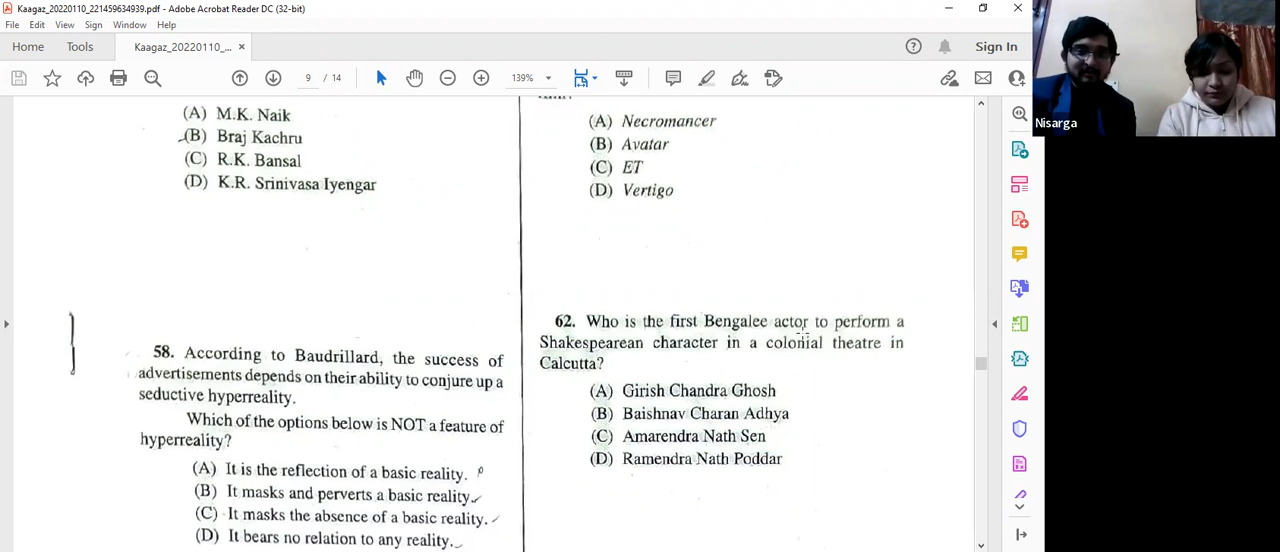 Kaagaz_20220110_221459634939.pdf - Adobe Acrobat Reader DC (32-bit)
File Edit View Sign Window Help
Home Tools Kaagaz_20220110_... × Sign In
9 / 14 139%
(A) M.K. Naik
(B) Braj Kachru
(C) R.K. Bansal
(D) K.R. Srinivasa Iyengar
58. According to Baudrillard, the success of
advertisements depends on their ability to conjure up a
seductive hyperreality.
Which of the options below is NOT a feature of
hyperreality?
(A) It is the reflection of a basic reality.
(B) It masks and perverts a basic reality.
(C) It masks the absence of a basic reality.
(D) It bears no relation to any reality.
(A) Necromancer
(B) Avatar
(C) ET
(D) Vertigo
62. Who is the first Bengalee actor to perform a
Shakespearean character in a colonial theatre in
Calcutta?
(A) Girish Chandra Ghosh
(B) Baishnav Charan Adhya
(C) Amarendra Nath Sen
(D) Ramendra Nath Poddar
Nisarga